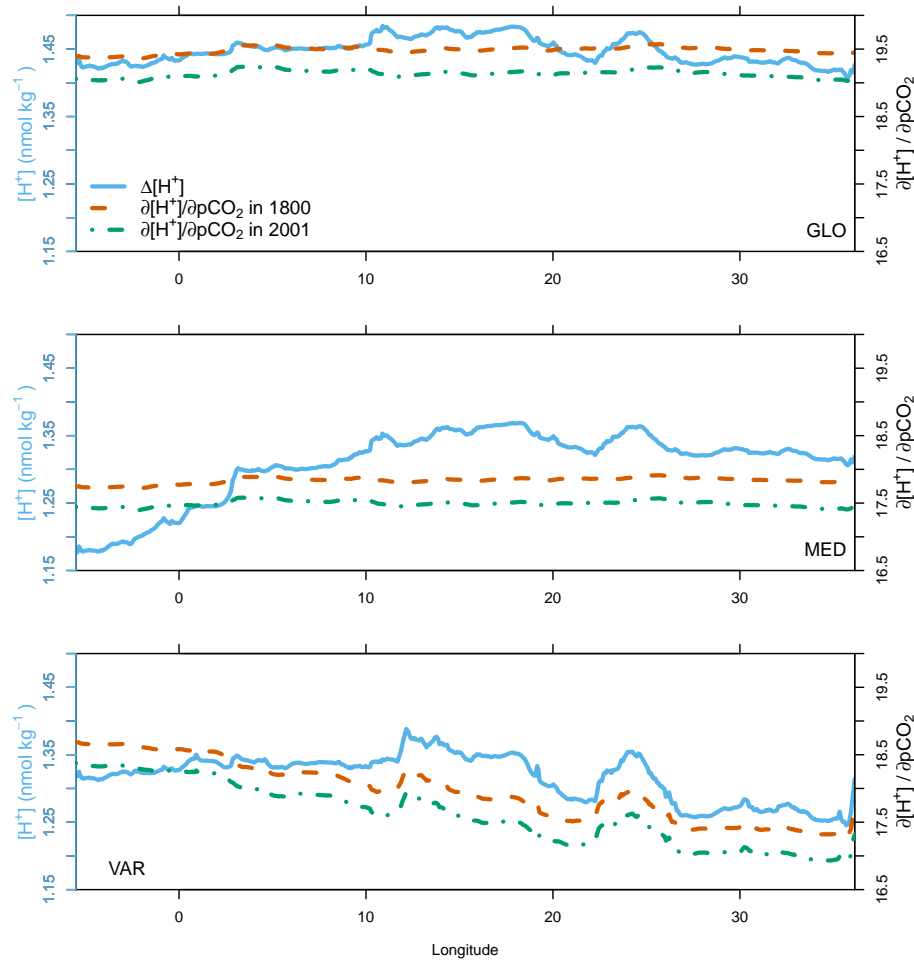 [H⁺] (nmol kg⁻¹)
1.15 1.25 1.35 1.45
Δ[H⁺]
∂[H⁺]/∂pCO₂ in 1800
∂[H⁺]/∂pCO₂ in 2001
GLO
16.5 17.5 18.5 19.5
∂[H⁺] / ∂pCO₂
0 10 20 30
[H⁺] (nmol kg⁻¹)
1.15 1.25 1.35 1.45
MED
16.5 17.5 18.5 19.5
∂[H⁺] / ∂pCO₂
0 10 20 30
[H⁺] (nmol kg⁻¹)
1.15 1.25 1.35 1.45
VAR
16.5 17.5 18.5 19.5
∂[H⁺] / ∂pCO₂
0 10 20 30
Longitude